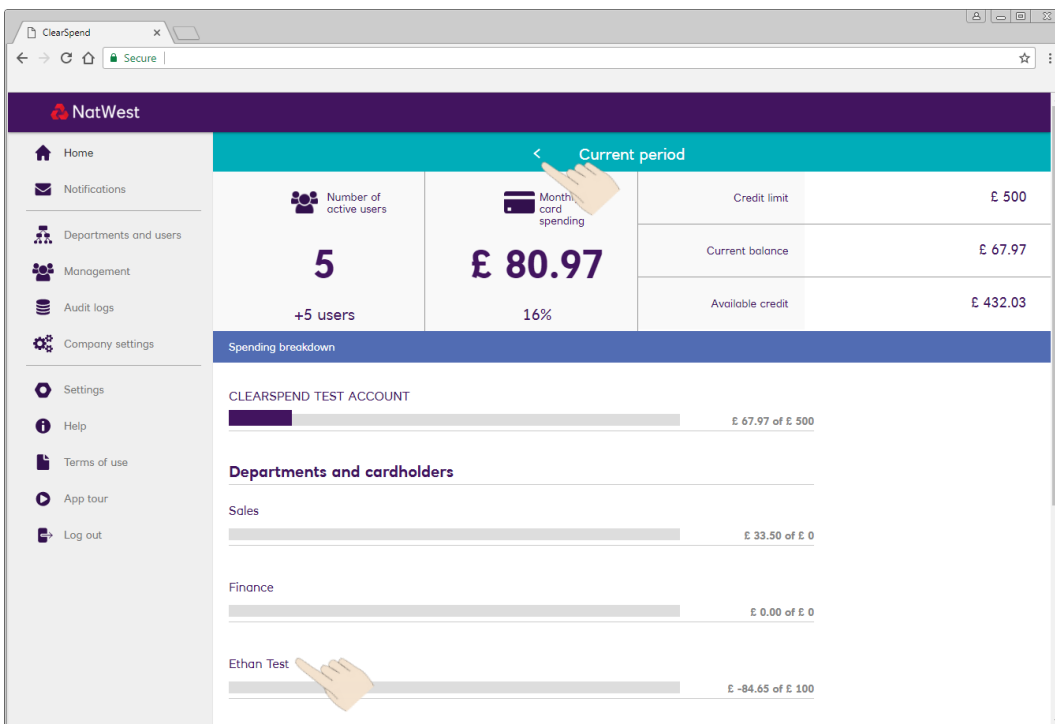 ClearSpend
Secure
NatWest
Home
Notifications
Departments and users
Management
Audit logs
Company settings
Settings
Help
Terms of use
App tour
Log out
Current period
Number of
active users
5
+5 users
card
spending
£ 80.97
16%
Credit limit
£ 500
Current balance
£ 67.97
Available credit
£ 432.03
Spending breakdown
CLEARSPEND TEST ACCOUNT
£ 67.97 of £ 500
Departments and cardholders
Sales
£ 33.50 of £ 0
Finance
£ 0.00 of £ 0
Ethan Test
£ -84.65 of £ 100